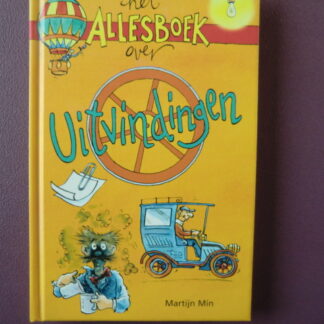 het
ALLESBOEK
over
Uitvindingen
Martijn Min